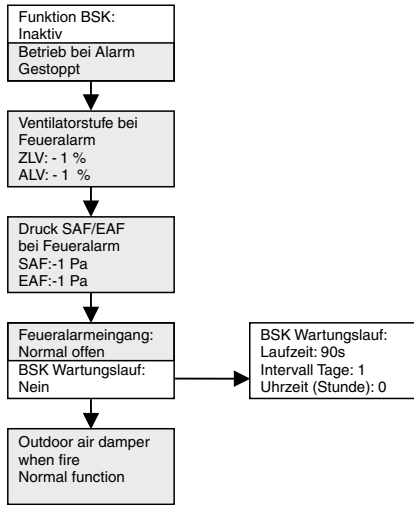 Funktion BSK:
Inaktiv
Betrieb bei Alarm
Gestoppt
Ventilatorstufe bei
Feueralarm
ZLV: - 1 %
ALV: - 1  %
Druck SAF/EAF
bei Feueralarm
SAF:-1 Pa
EAF:-1 Pa
Feueralarmeingang:
Normal offen
BSK Wartungslauf:
Nein
BSK Wartungslauf:
Laufzeit: 90s
Intervall Tage: 1
Uhrzeit (Stunde): 0
Outdoor air damper
when fire
Normal function